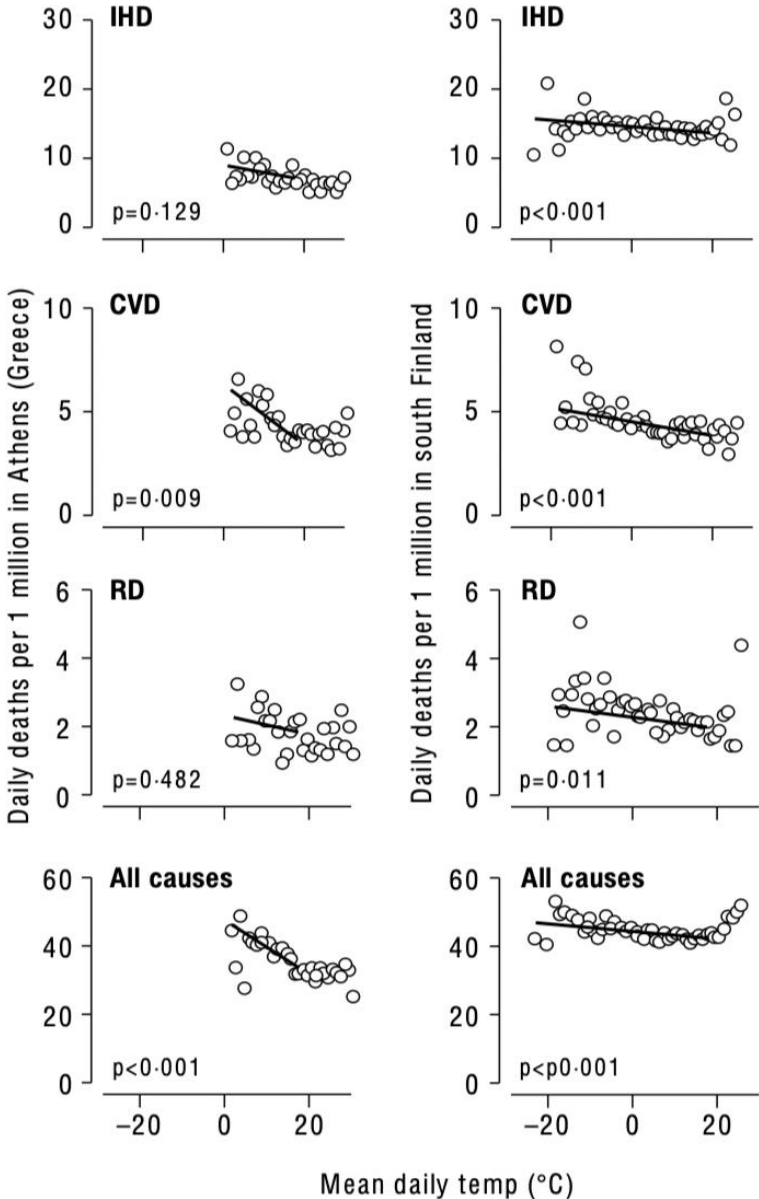 Daily deaths per 1 million in Athens (Greece)
IHD
30
20
10
0
p=0·129
CVD
10
5
0
p=0·009
RD
6
4
2
0
p=0·482
All causes
60
40
20
0
p<0·001
−20 0 20
Daily deaths per 1 million in south Finland
IHD
30
20
10
0
p<0·001
CVD
10
5
0
p<0·001
RD
6
4
2
0
p=0·011
All causes
60
40
20
0
p<p0·001
−20 0 20
Mean daily temp (°C)